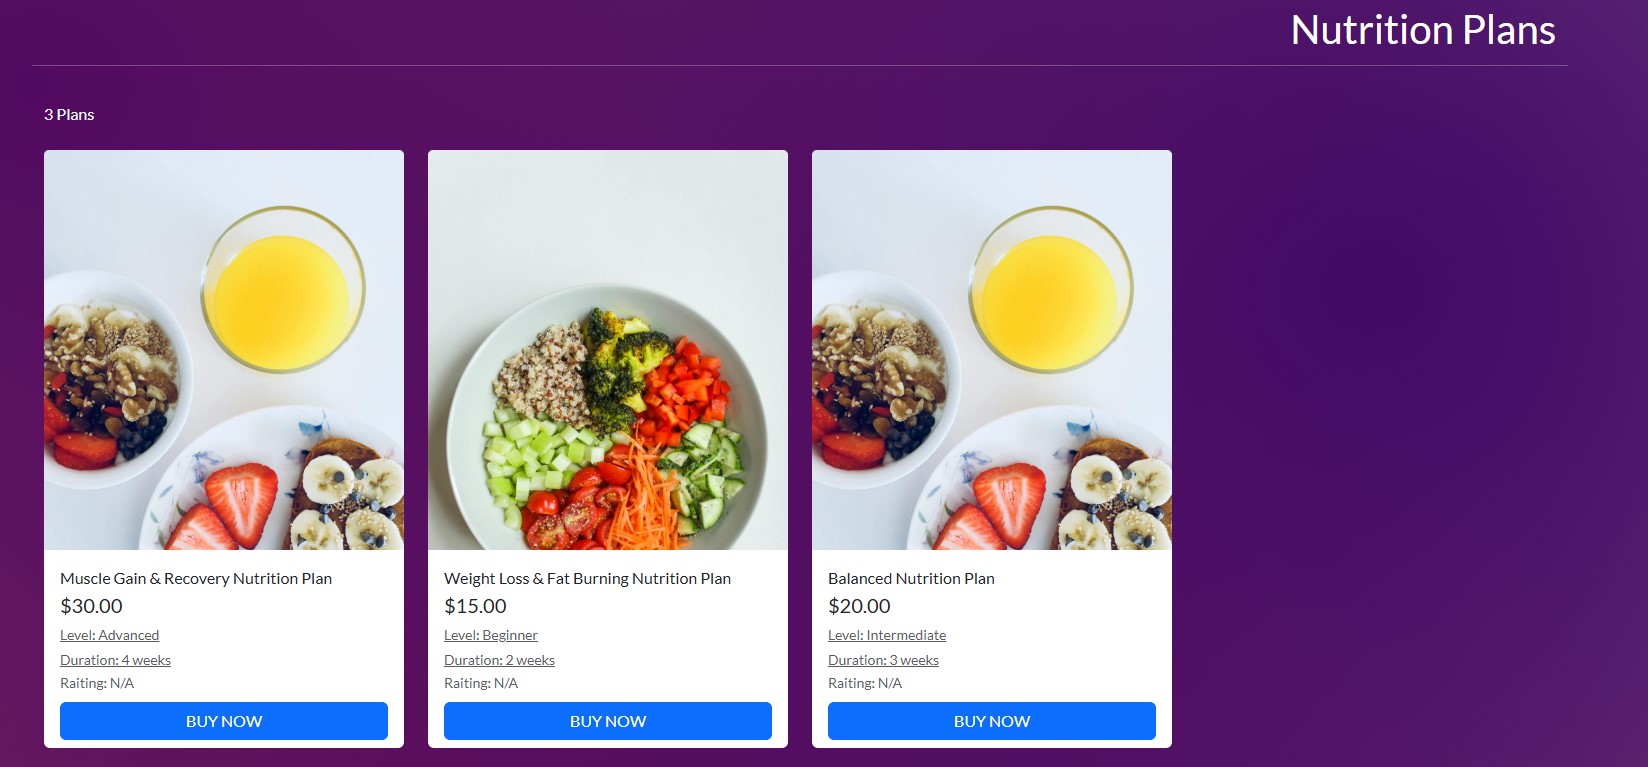 Nutrition Plans
3 Plans
Muscle Gain & Recovery Nutrition Plan
$30.00
Level: Advanced
Duration: 4 weeks
Raiting: N/A
BUY NOW
Weight Loss & Fat Burning Nutrition Plan
$15.00
Level: Beginner
Duration: 2 weeks
Raiting: N/A
BUY NOW
Balanced Nutrition Plan
$20.00
Level: Intermediate
Duration: 3 weeks
Raiting: N/A
BUY NOW